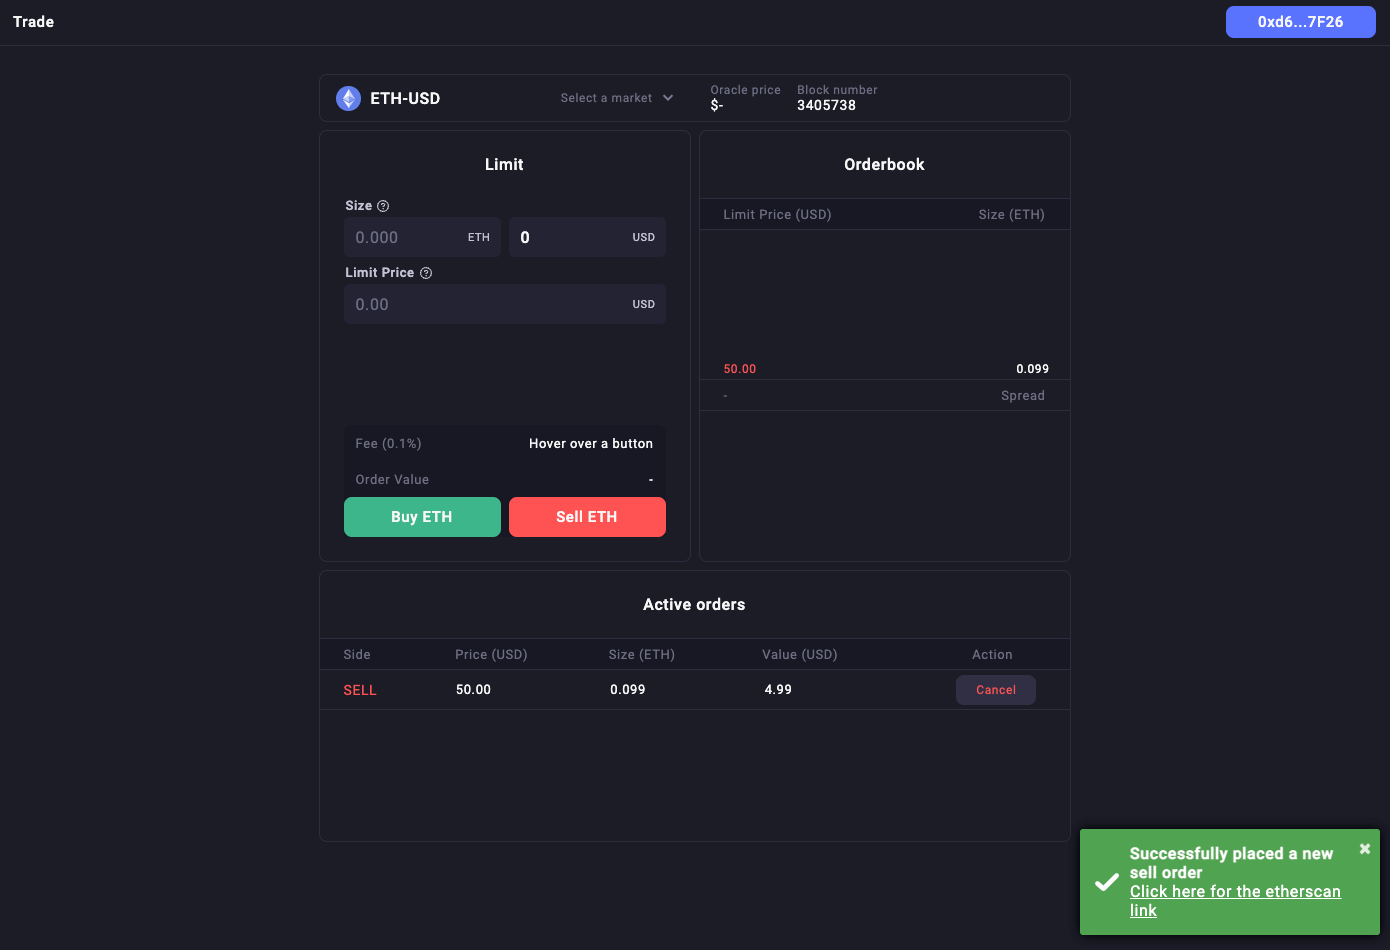 Trade
0xd6...7F26
ETH-USD
Select a market
Oracle price
$-
Block number
3405738
Limit
Size
0.000 ETH
0 USD
Limit Price
0.00 USD
Fee (0.1%) Hover over a button
Order Value -
Buy ETH
Sell ETH
Orderbook
Limit Price (USD) Size (ETH)
50.00 0.099
- Spread
Active orders
Side Price (USD) Size (ETH) Value (USD) Action
SELL 50.00 0.099 4.99 Cancel
Successfully placed a new
sell order
Click here for the etherscan
link